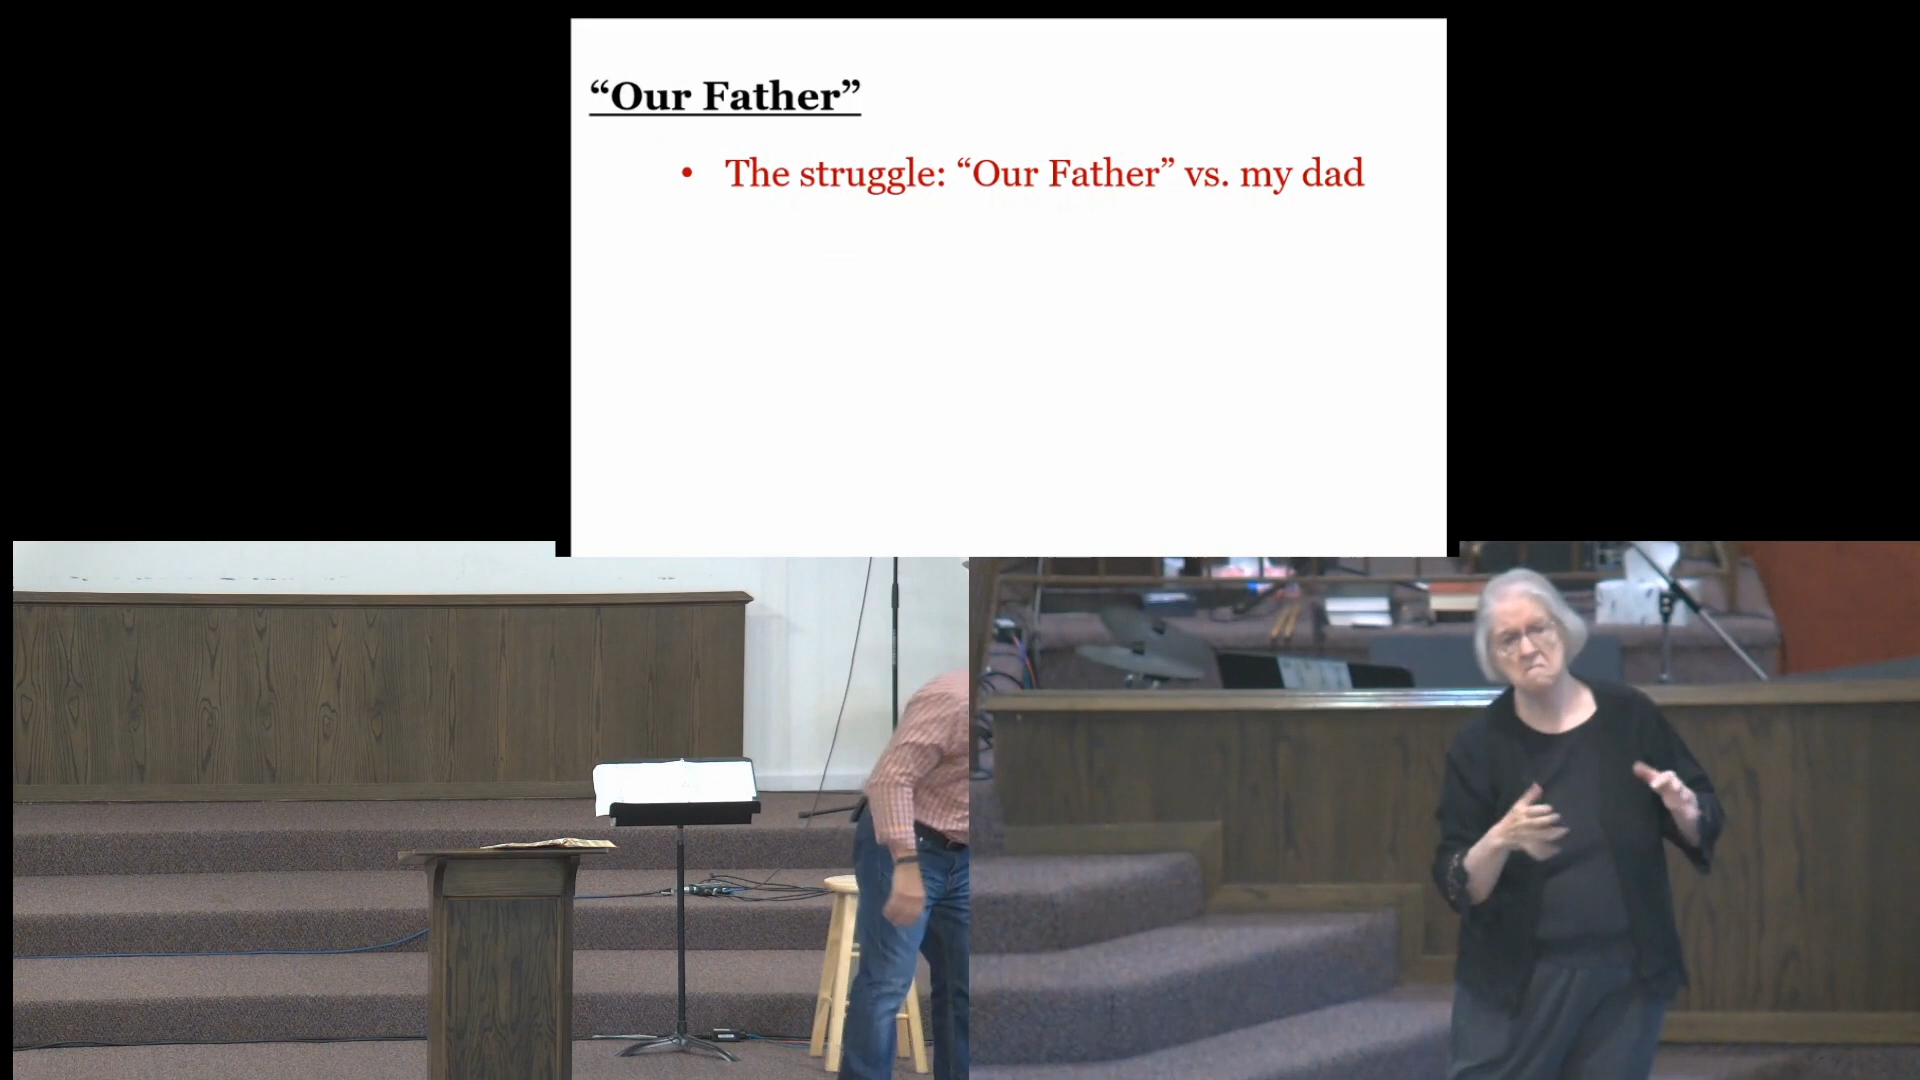 “Our Father”
• The struggle: “Our Father” vs. my dad